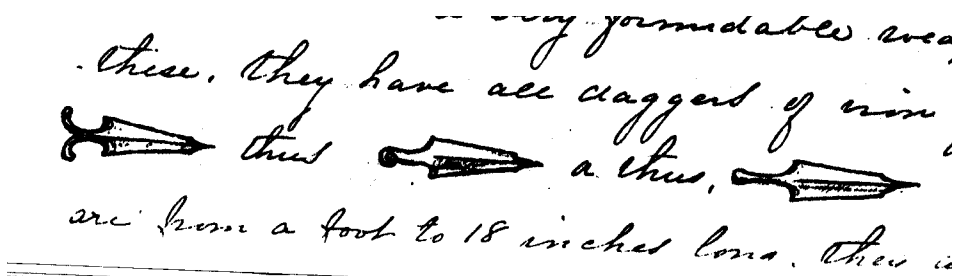 a very formidable wea
these. they have all daggers of iron
thus a thus,
are from a foot to 18 inches long. they a